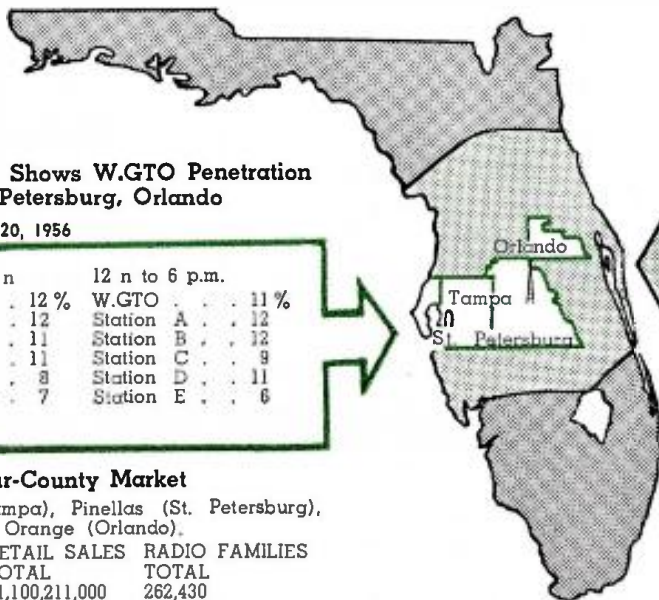 Shows W.GTO Penetration
Petersburg, Orlando
20, 1956
n 12 n to 6 p.m.
. 12 % W.GTO . . . 11 %
. 12 Station A . . 12
. 11 Station B . . 12
. 11 Station C . . 9
. 8 Station D . . 11
. 7 Station E . . 6
r-County Market
mpa), Pinellas (St. Petersburg),
Orange (Orlando).
ETAIL SALES RADIO FAMILIES
OTAL TOTAL
1,100,211,000 262,430
Orlando
Tampa
St. Petersburg